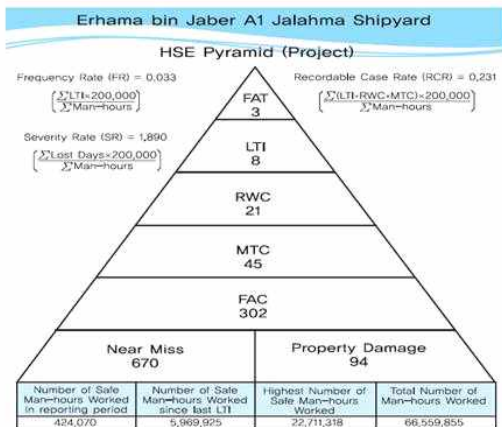 Erhama bin Jaber A1 Jalahma Shipyard
HSE Pyramid (Project)
Frequency Rate (FR) = 0,033
(∑LTI×200,000)
∑Man-hours
Severity Rate (SR) = 1,890
(∑Lost Days×200,000)
∑Man-hours
Recordable Case Rate (RCR) = 0,231
(∑(LTI+RWC+MTC)×200,000)
∑Man-hours
FAT
3
LTI
8
RWC
21
MTC
45
FAC
302
Near Miss
670
Property Damage
94
Number of Safe
Man-hours Worked
in reporting period
424,070
Number of Safe
Man-hours Worked
since last LTI
5,969,925
Highest Number of
Safe Man-hours
Worked
22,711,318
Total Number of
Man-hours Worked
66,559,855